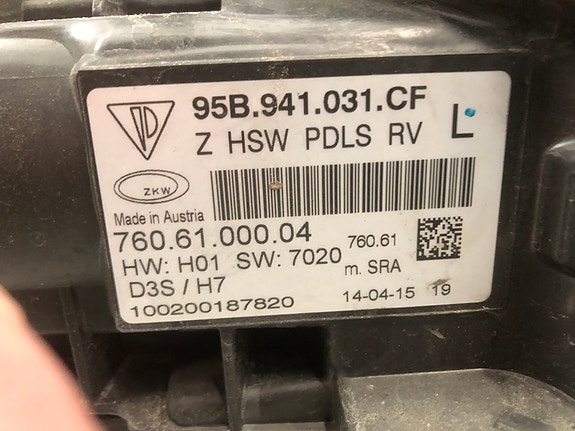 95B.941.031.CF
Z HSW PDLS RV L
ZKW
Made in Austria
760.61.000.04 760.61
HW: H01 SW: 7020 m. SRA
D3S / H7
100200187820 14-04-15 19